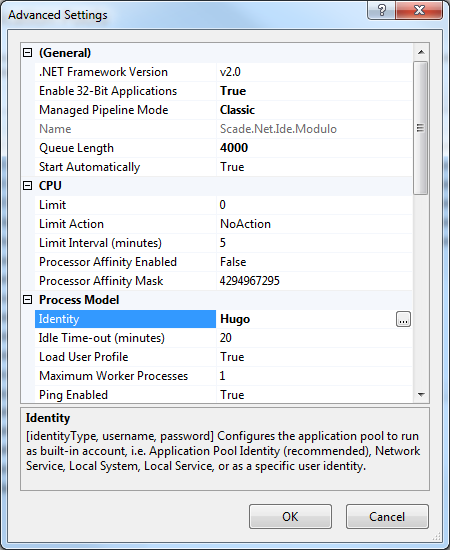 Advanced Settings
(General)
.NET Framework Version v2.0
Enable 32-Bit Applications True
Managed Pipeline Mode Classic
Name Scade.Net.Ide.Modulo
Queue Length 4000
Start Automatically True
CPU
Limit 0
Limit Action NoAction
Limit Interval (minutes) 5
Processor Affinity Enabled False
Processor Affinity Mask 4294967295
Process Model
Identity Hugo ...
Idle Time-out (minutes) 20
Load User Profile True
Maximum Worker Processes 1
Ping Enabled True
Identity
[identityType, username, password] Configures the application pool to run
as built-in account, i.e. Application Pool Identity (recommended), Network
Service, Local System, Local Service, or as a specific user identity.
OK Cancel